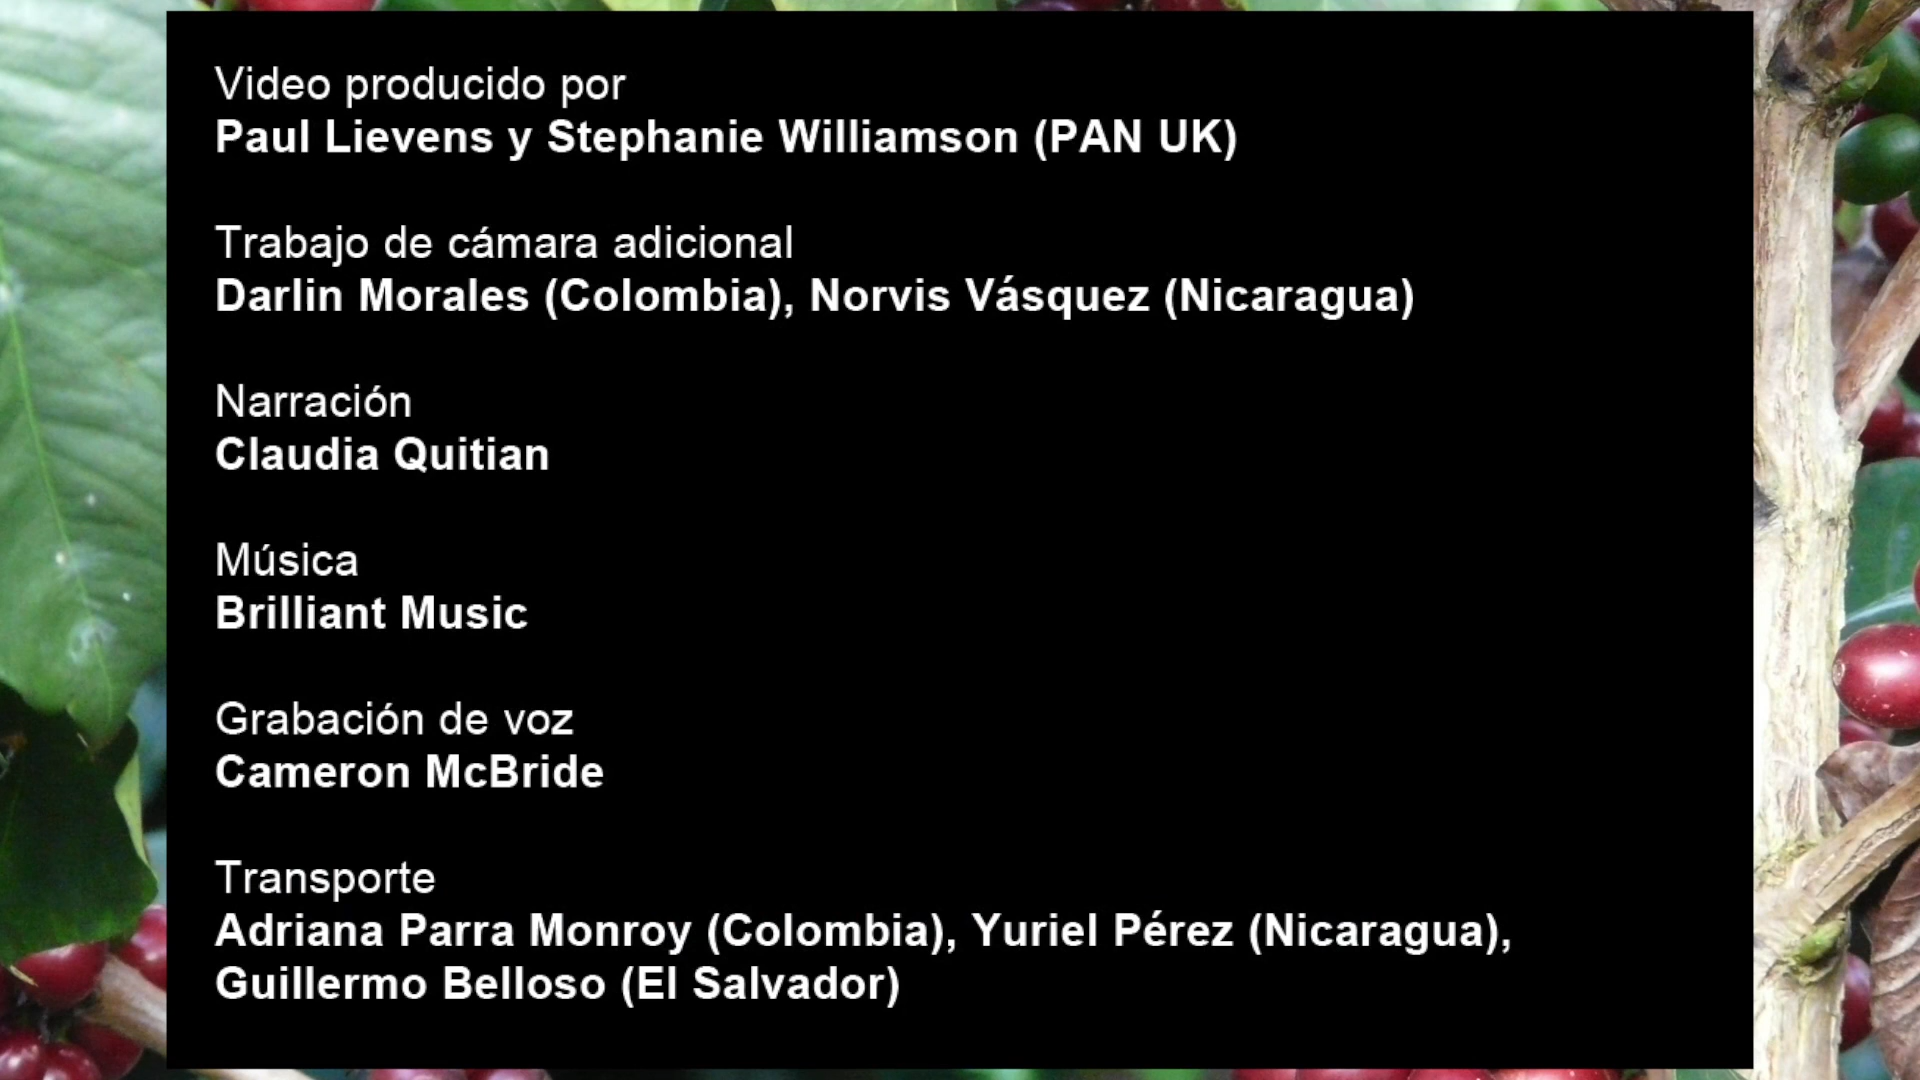 Video producido por
Paul Lievens y Stephanie Williamson (PAN UK)
Trabajo de cámara adicional
Darlin Morales (Colombia), Norvis Vásquez (Nicaragua)
Narración
Claudia Quitian
Música
Brilliant Music
Grabación de voz
Cameron McBride
Transporte
Adriana Parra Monroy (Colombia), Yuriel Pérez (Nicaragua),
Guillermo Belloso (El Salvador)